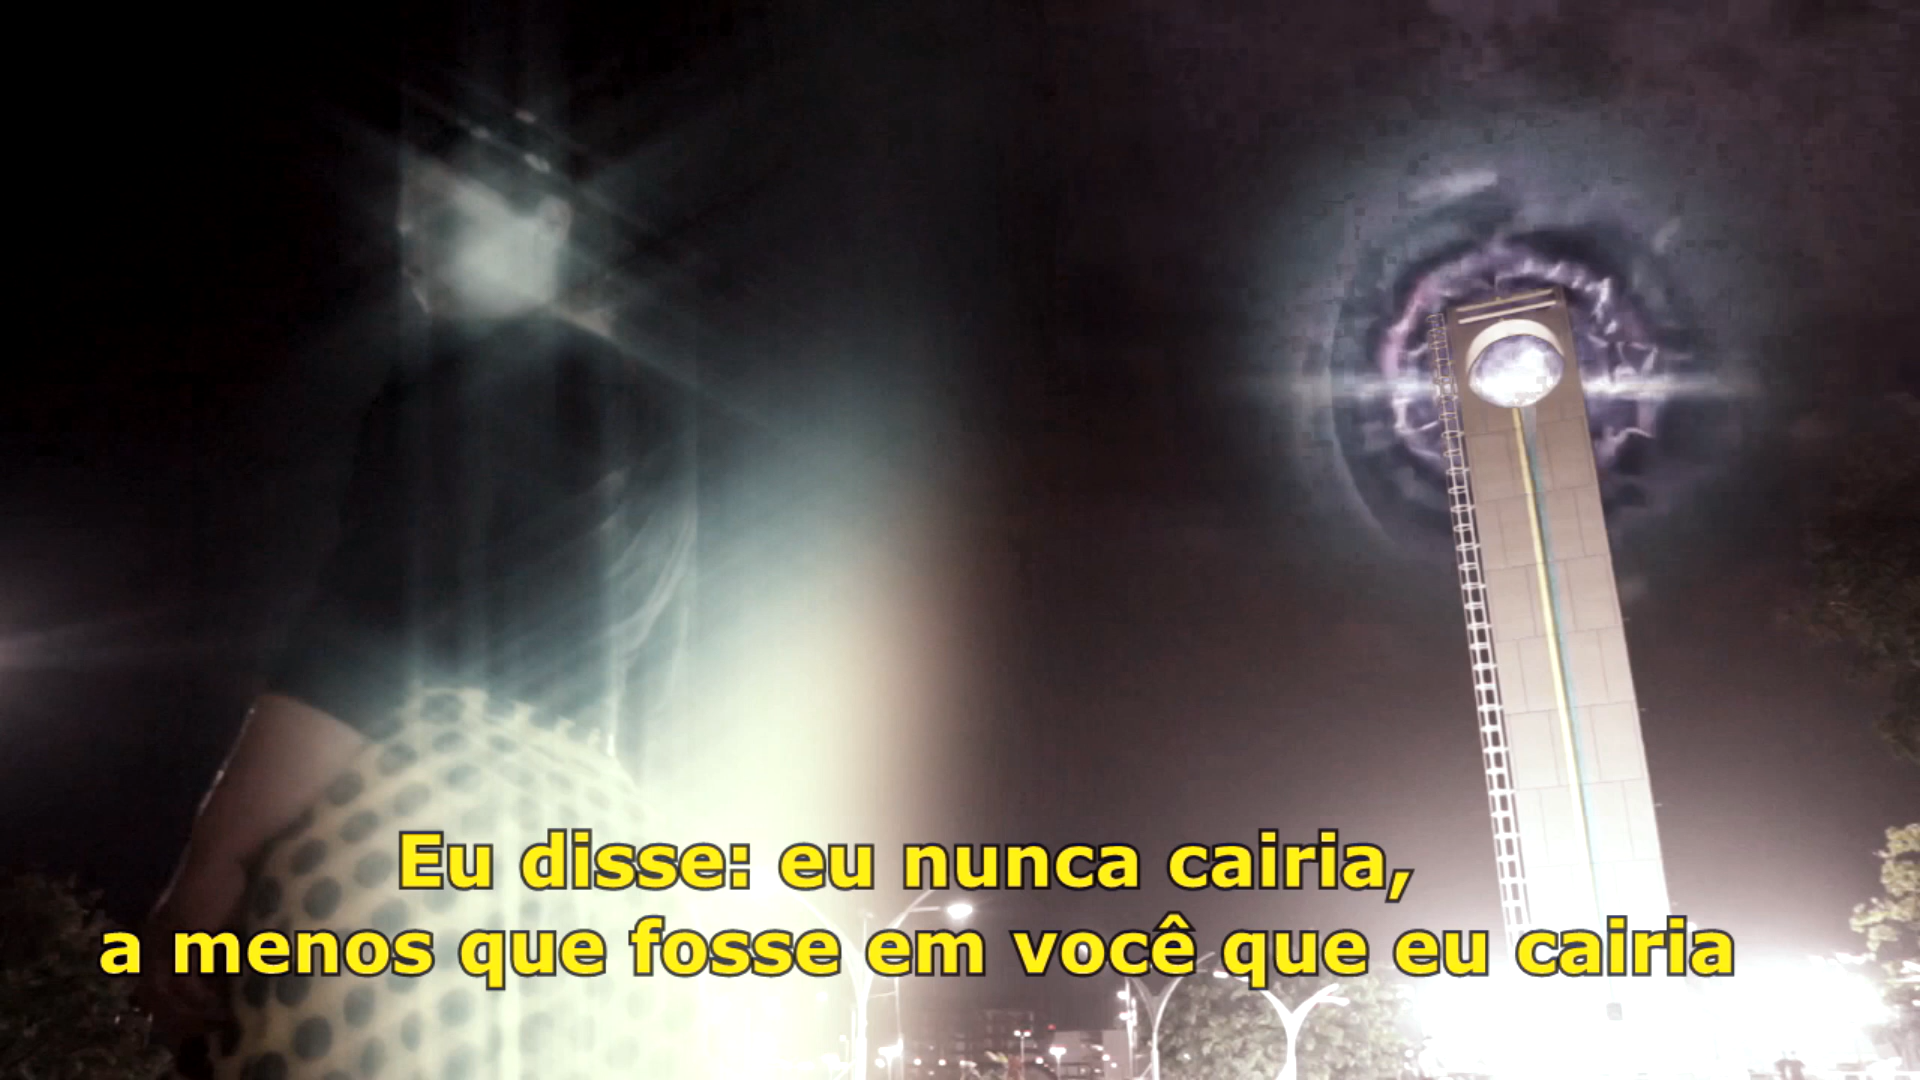 Eu disse: eu nunca cairia,
a menos que fosse em você que eu cairia